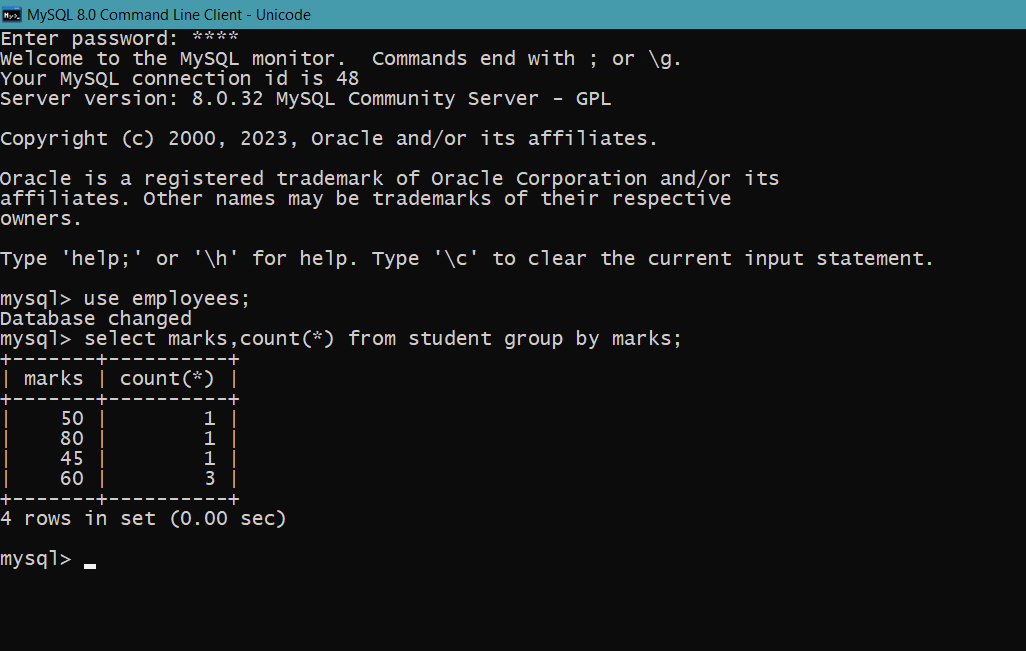 MySQL 8.0 Command Line Client - Unicode
Enter password: ****
Welcome to the MySQL monitor.  Commands end with ; or \g.
Your MySQL connection id is 48
Server version: 8.0.32 MySQL Community Server - GPL
Copyright (c) 2000, 2023, Oracle and/or its affiliates.
Oracle is a registered trademark of Oracle Corporation and/or its
affiliates. Other names may be trademarks of their respective
owners.
Type 'help;' or '\h' for help. Type '\c' to clear the current input statement.
mysql> use employees;
Database changed
mysql> select marks,count(*) from student group by marks;
+-------+----------+
| marks | count(*) |
+-------+----------+
|    50 |        1 |
|    80 |        1 |
|    45 |        1 |
|    60 |        3 |
+-------+----------+
4 rows in set (0.00 sec)
mysql> _